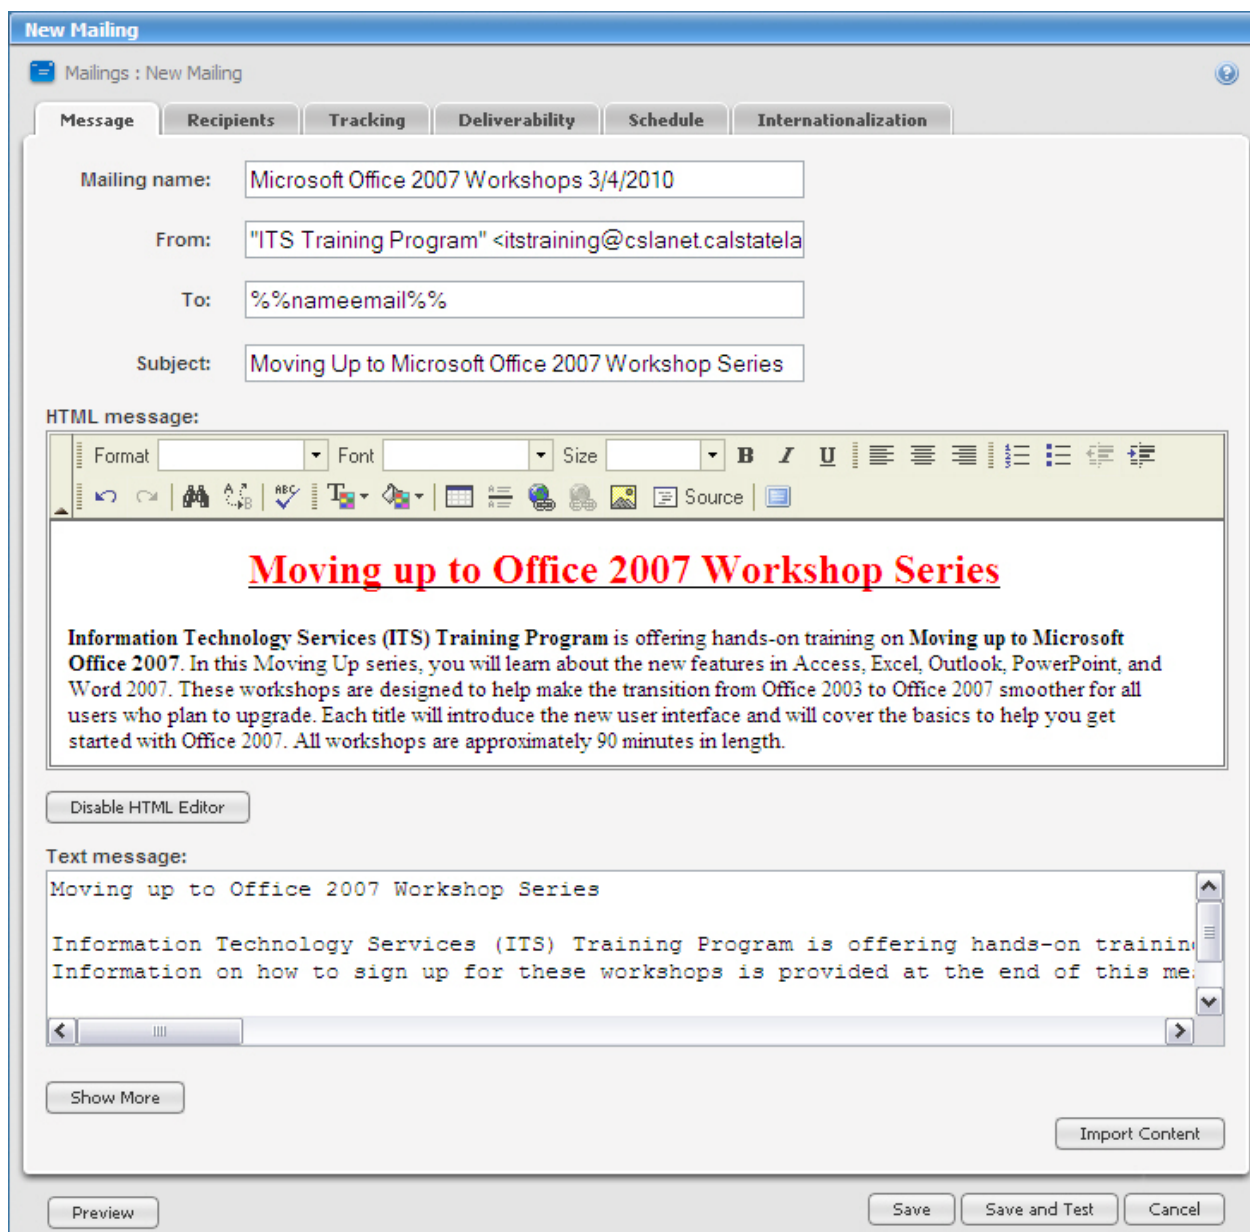 New Mailing
Mailings : New Mailing
Message Recipients Tracking Deliverability Schedule Internationalization
Mailing name: Microsoft Office 2007 Workshops 3/4/2010
From: "ITS Training Program" <itstraining@cslanet.calstatela
To: %%nameemail%%
Subject: Moving Up to Microsoft Office 2007 Workshop Series
HTML message:
Format Font Size B I U
ABC Source
Moving up to Office 2007 Workshop Series
Information Technology Services (ITS) Training Program is offering hands-on training on Moving up to Microsoft
Office 2007. In this Moving Up series, you will learn about the new features in Access, Excel, Outlook, PowerPoint, and
Word 2007. These workshops are designed to help make the transition from Office 2003 to Office 2007 smoother for all
users who plan to upgrade. Each title will introduce the new user interface and will cover the basics to help you get
started with Office 2007. All workshops are approximately 90 minutes in length.
Disable HTML Editor
Text message:
Moving up to Office 2007 Workshop Series
Information Technology Services (ITS) Training Program is offering hands-on training
Information on how to sign up for these workshops is provided at the end of this me
Show More
Import Content
Preview Save Save and Test Cancel